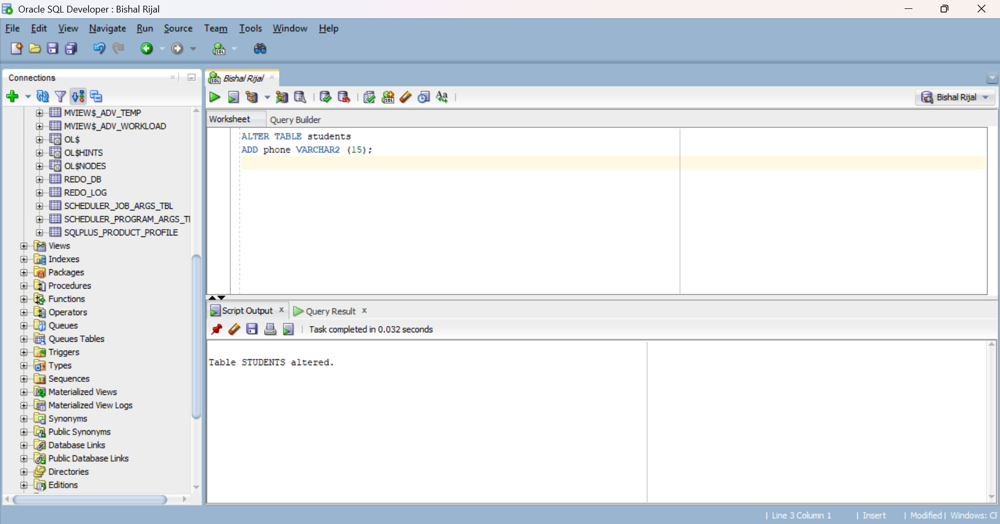 Oracle SQL Developer : Bishal Rijal
File Edit View Navigate Run Source Team Tools Window Help
Connections
MVIEW$_ADV_TEMP
MVIEW$_ADV_WORKLOAD
OL$
OL$HINTS
OL$NODES
REDO_DB
REDO_LOG
SCHEDULER_JOB_ARGS_TBL
SCHEDULER_PROGRAM_ARGS_T
SQLPLUS_PRODUCT_PROFILE
Views
Indexes
Packages
Procedures
Functions
Operators
Queues
Queues Tables
Triggers
Types
Sequences
Materialized Views
Materialized View Logs
Synonyms
Public Synonyms
Database Links
Public Database Links
Directories
Editions
Bishal Rijal
Bishal Rijal
Worksheet Query Builder
ALTER TABLE students
ADD phone VARCHAR2 (15);
Script Output x Query Result x
Task completed in 0.032 seconds
Table STUDENTS altered.
| Line 3 Column 1 | Insert | Modified | Windows: C